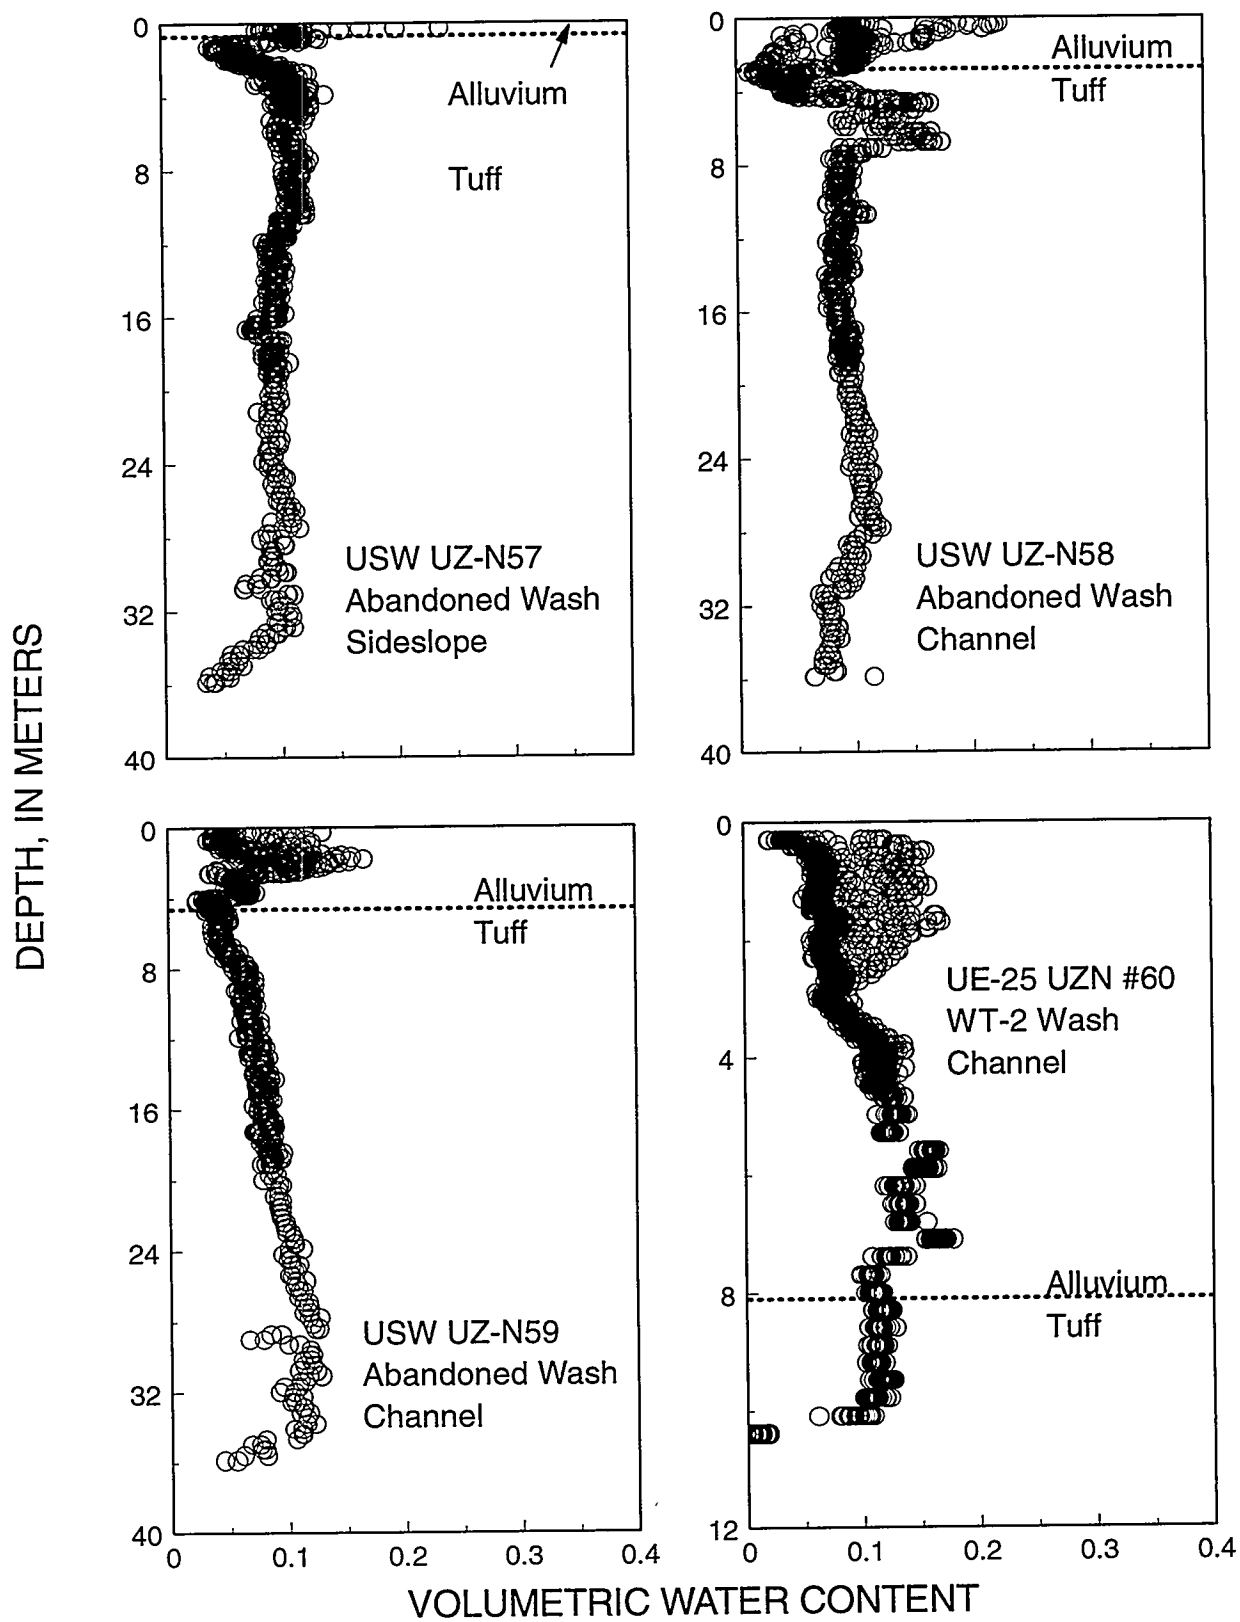 DEPTH, IN METERS
0
8
16
24
32
40
Alluvium
Tuff
USW UZ-N57
Abandoned Wash
Sideslope
0
8
16
24
32
40
Alluvium
Tuff
USW UZ-N58
Abandoned Wash
Channel
0
8
16
24
32
40
Alluvium
Tuff
USW UZ-N59
Abandoned Wash
Channel
0 0.1 0.2 0.3 0.4
0
4
8
12
UE-25 UZN #60
WT-2 Wash
Channel
Alluvium
Tuff
0 0.1 0.2 0.3 0.4
VOLUMETRIC WATER CONTENT